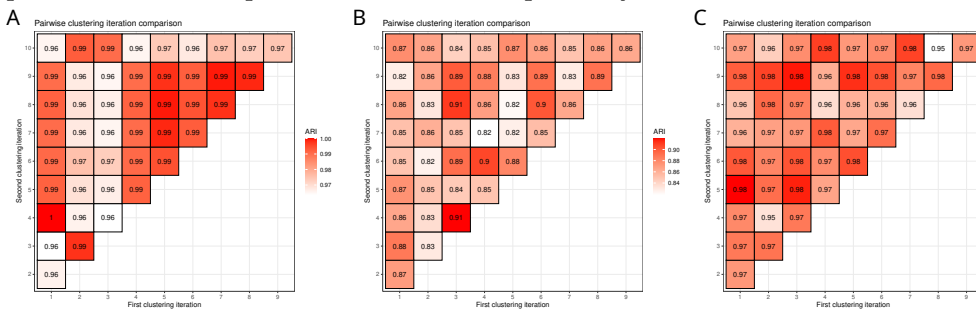 A
B
C
Pairwise clustering iteration comparison
10 0.96 0.99 0.99 0.96 0.97 0.96 0.97 0.97 0.97
9 0.99 0.96 0.96 0.99 0.99 0.99 0.99 0.99
8 0.99 0.96 0.96 0.99 0.99 0.99 0.99
7 0.99 0.96 0.96 0.99 0.99 0.99
6 0.99 0.97 0.97 0.99 0.99
5 0.99 0.96 0.96 0.99
4 1 0.96 0.96
3 0.96 0.99
2 0.96
1 2 3 4 5 6 7 8 9
First clustering iteration
Second clustering iteration
ARI
1.00
0.99
0.98
0.97
Pairwise clustering iteration comparison
10 0.87 0.86 0.84 0.85 0.87 0.86 0.85 0.86 0.86
9 0.82 0.86 0.89 0.88 0.86 0.89 0.83 0.89
8 0.86 0.83 0.91 0.86 0.82 0.9 0.86
7 0.85 0.86 0.85 0.82 0.82 0.85
6 0.85 0.82 0.89 0.9 0.88
5 0.87 0.85 0.84 0.85
4 0.86 0.83 0.91
3 0.88 0.83
2 0.87
1 2 3 4 5 6 7 8 9
First clustering iteration
Second clustering iteration
ARI
0.90
0.88
0.86
0.84
Pairwise clustering iteration comparison
10 0.97 0.96 0.97 0.98 0.97 0.97 0.98 0.95 0.97
9 0.98 0.98 0.98 0.96 0.98 0.98 0.97 0.98
8 0.96 0.98 0.97 0.96 0.96 0.96 0.96
7 0.96 0.97 0.97 0.98 0.97 0.97
6 0.98 0.97 0.98 0.97 0.98
5 0.98 0.97 0.98 0.97
4 0.97 0.95 0.97
3 0.97 0.97
2 0.97
1 2 3 4 5 6 7 8 9
First clustering iteration
Second clustering iteration